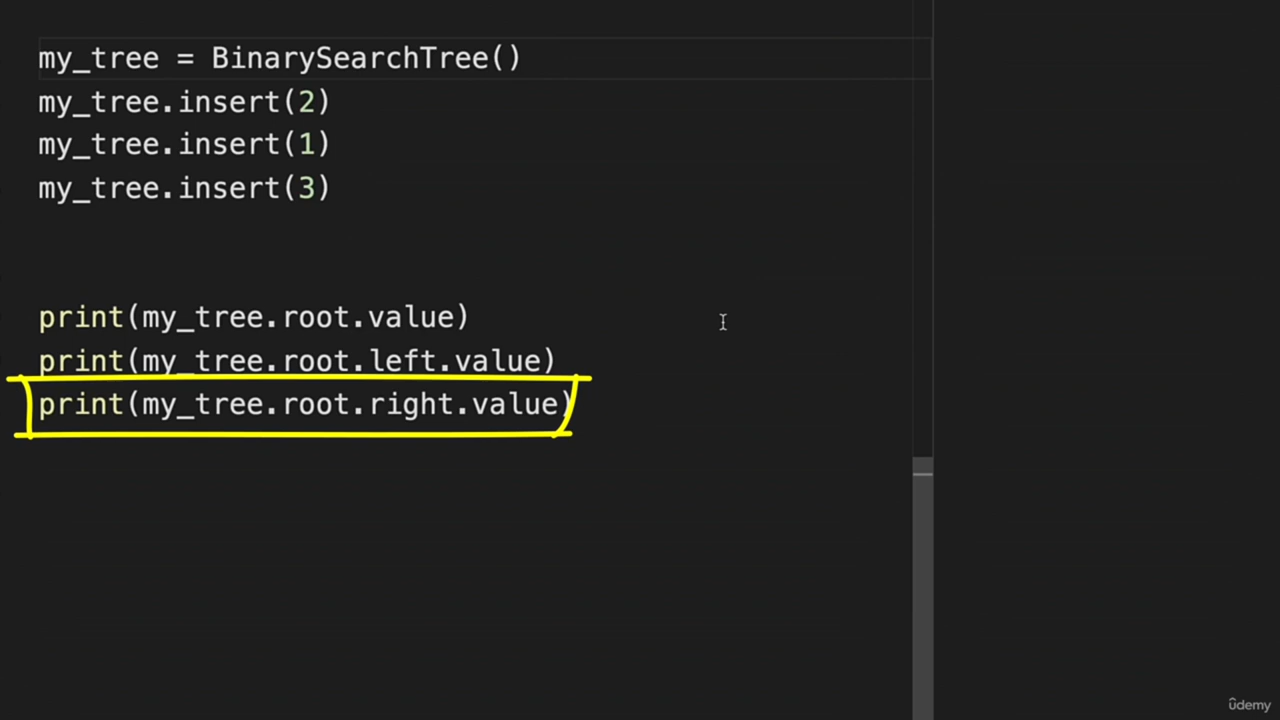 my_tree = BinarySearchTree()
my_tree.insert(2)
my_tree.insert(1)
my_tree.insert(3)
print(my_tree.root.value)
print(my_tree.root.left.value)
print(my_tree.root.right.value)
udemy